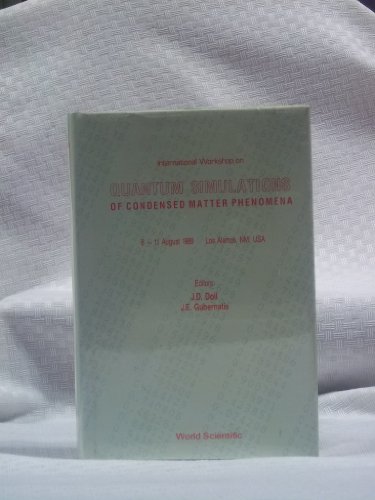 International Workshop on
QUANTUM SIMULATIONS
OF CONDENSED MATTER PHENOMENA
8 – 11 August 1989 Los Alamos, NM, USA
Editors
J.D. Doll
J.E. Gubernatis
World Scientific